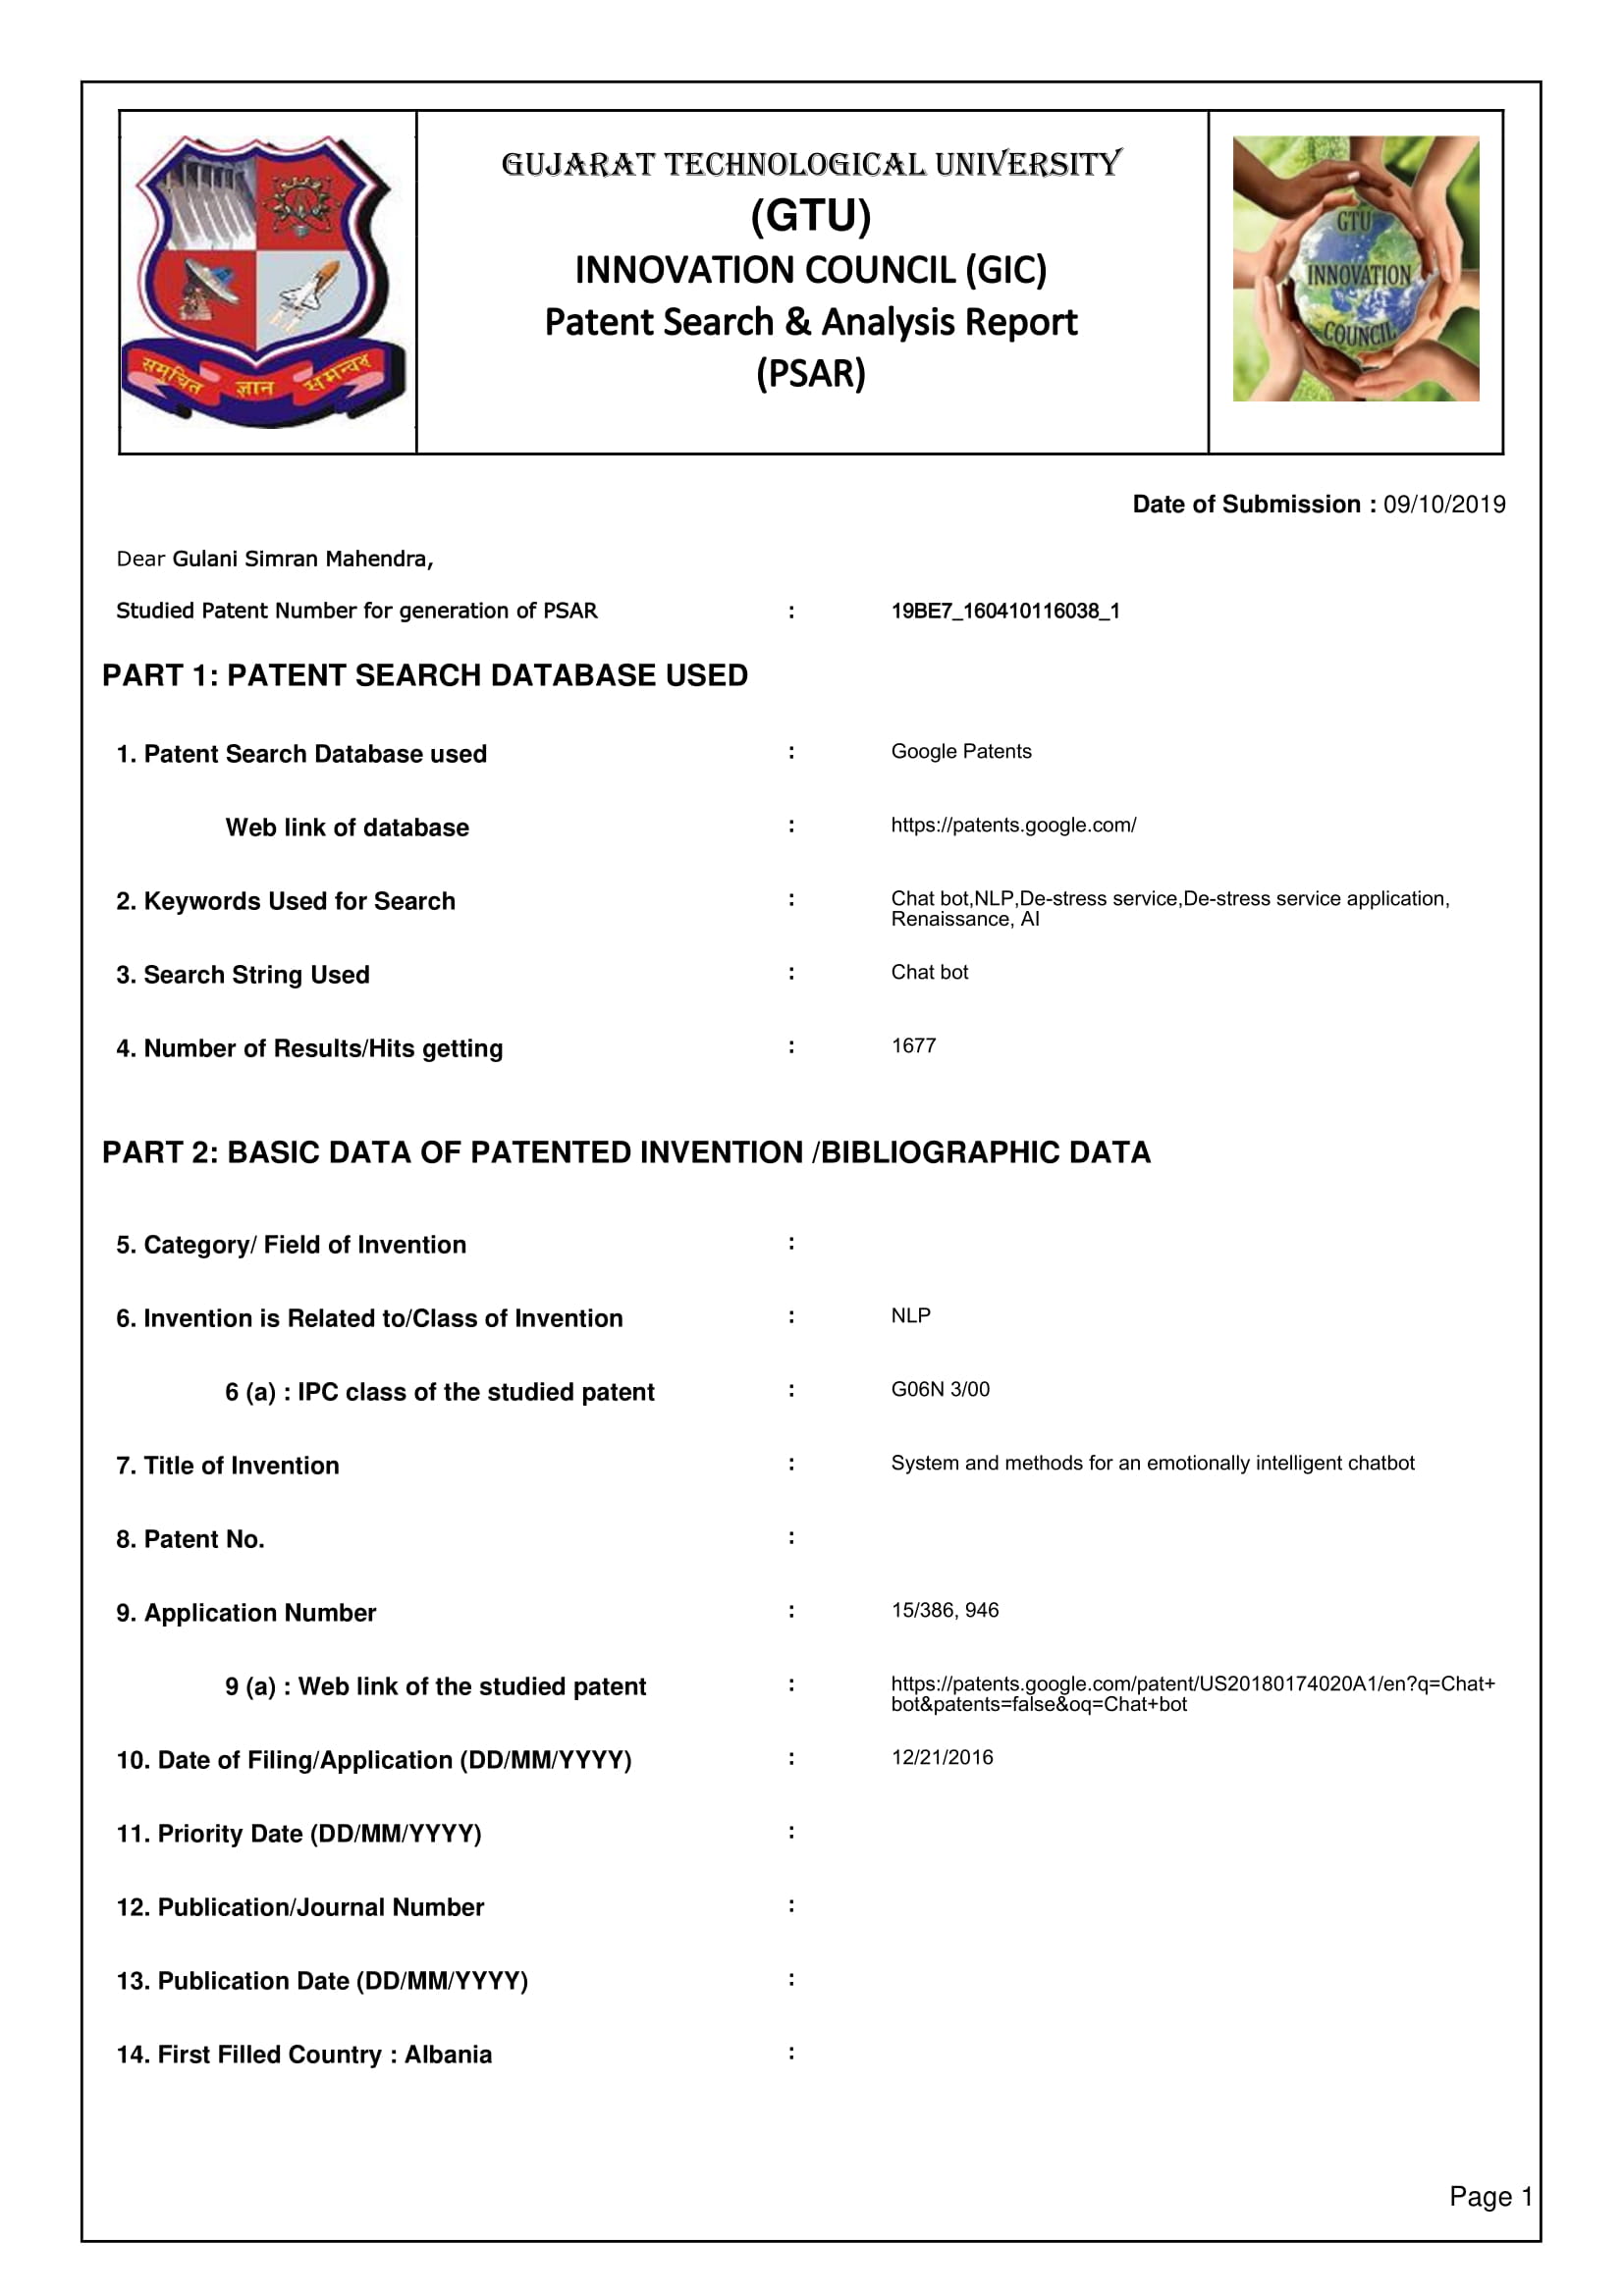 GUJARAT TECHNOLOGICAL UNIVERSITY
(GTU)
INNOVATION COUNCIL (GIC)
Patent Search & Analysis Report
(PSAR)
समुचित ज्ञान समन्वय
GTU
INNOVATION
COUNCIL
Date of Submission : 09/10/2019
Dear Gulani Simran Mahendra,
Studied Patent Number for generation of PSAR : 19BE7_160410116038_1
PART 1: PATENT SEARCH DATABASE USED
1. Patent Search Database used : Google Patents
Web link of database : https://patents.google.com/
2. Keywords Used for Search : Chat bot,NLP,De-stress service,De-stress service application,
Renaissance, AI
3. Search String Used : Chat bot
4. Number of Results/Hits getting : 1677
PART 2: BASIC DATA OF PATENTED INVENTION /BIBLIOGRAPHIC DATA
5. Category/ Field of Invention :
6. Invention is Related to/Class of Invention : NLP
6 (a) : IPC class of the studied patent : G06N 3/00
7. Title of Invention : System and methods for an emotionally intelligent chatbot
8. Patent No. :
9. Application Number : 15/386, 946
9 (a) : Web link of the studied patent : https://patents.google.com/patent/US20180174020A1/en?q=Chat+
bot&patents=false&oq=Chat+bot
10. Date of Filing/Application (DD/MM/YYYY) : 12/21/2016
11. Priority Date (DD/MM/YYYY) :
12. Publication/Journal Number :
13. Publication Date (DD/MM/YYYY) :
14. First Filled Country : Albania :
Page 1